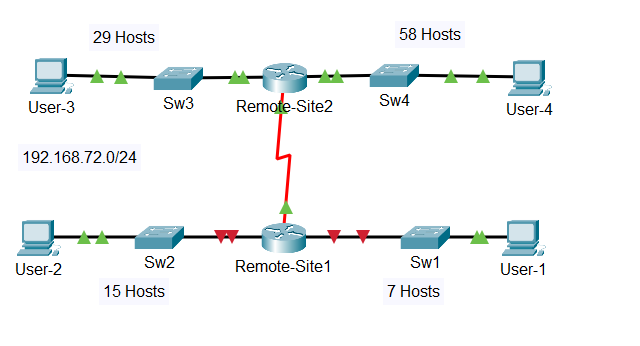 29 Hosts
58 Hosts
User-3
Sw3
Remote-Site2
Sw4
User-4
192.168.72.0/24
User-2
Sw2
Remote-Site1
Sw1
User-1
15 Hosts
7 Hosts